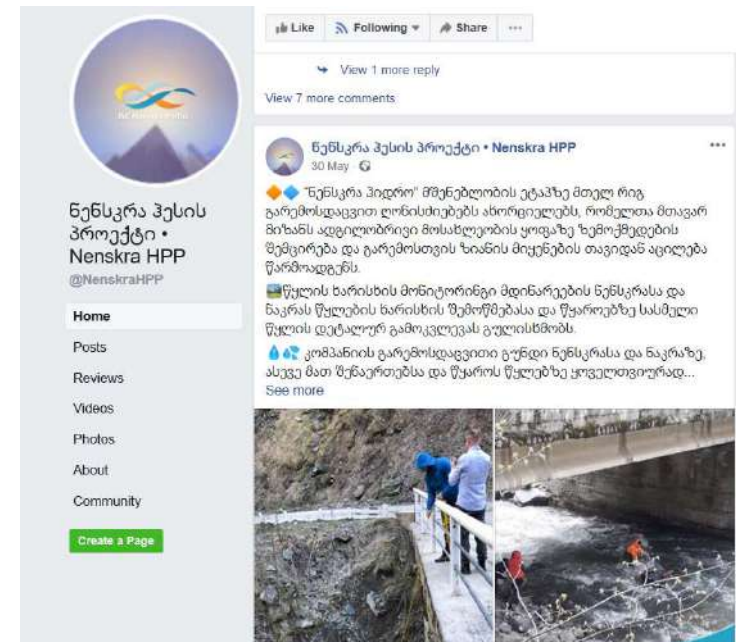 Like Following Share
View 1 more reply
View 7 more comments
ნენსკრა ჰესის პროექტი • Nenskra HPP
30 May
"ნენსკრა ჰიდრო" მშენებლობის ეტაპზე მთელ რიგ
გარემოსდაცვით ღონისძიებებს ახორციელებს, რომელთა მთავარ
მიზანს ადგილობრივი მოსახლეობის ყოფაზე ზემოქმედების
შემცირება და გარემოსთვის ზიანის მიყენების თავიდან აცილება
წარმოადგენს.
წყლის ხარისხის მონიტორინგი მდინარეების ნენსკრასა და
ნაკრას წყლების ხარისხის შემოწმებასა და წყაროებზე სასმელი
წყლის დეტალურ გამოკვლევას გულისხმობს.
კომპანიის გარემოსდაცვითი გუნდი ნენსკრასა და ნაკრაზე,
ასევე მათ შენაერთებსა და წყაროს წყლებზე ყოველთვიურად...
See more
ნენსკრა ჰესის
პროექტი •
Nenskra HPP
@NenskraHPP
Home
Posts
Reviews
Videos
Photos
About
Community
Create a Page